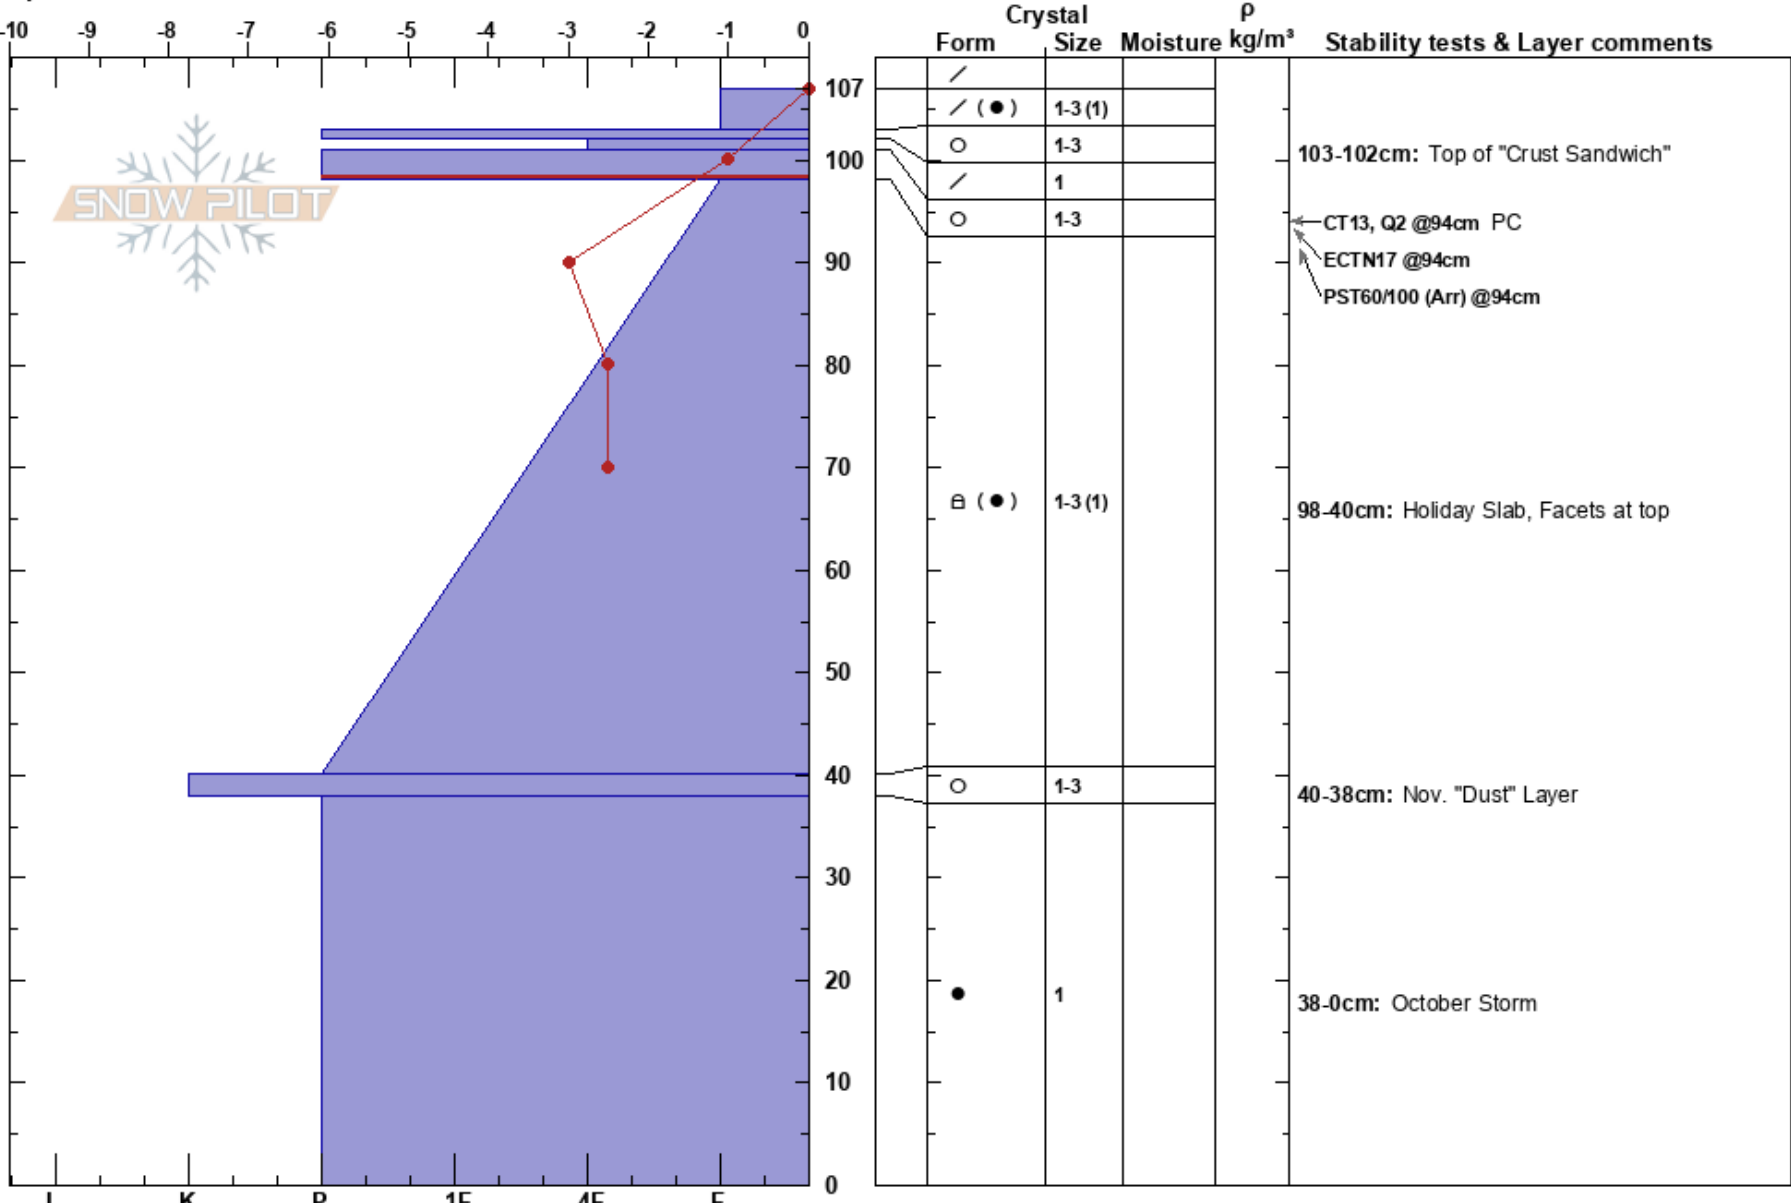 -10 -9 -8 -7 -6 -5 -4 -3 -2 -1 0
Crystal
ρ
Form Size Moisture kg/m³ Stability tests & Layer comments
107
( ) 1-3 (1)
1-3
103-102cm: Top of "Crust Sandwich"
100
1
SNOW PILOT
1-3
CT13, Q2 @94cm PC
ECTN17 @94cm
90
PST60/100 (Arr) @94cm
80
70
( ) 1-3 (1)
98-40cm: Holiday Slab, Facets at top
60
50
40
1-3
40-38cm: Nov. "Dust" Layer
30
20
1
38-0cm: October Storm
10
0
I K P 1F 4F F